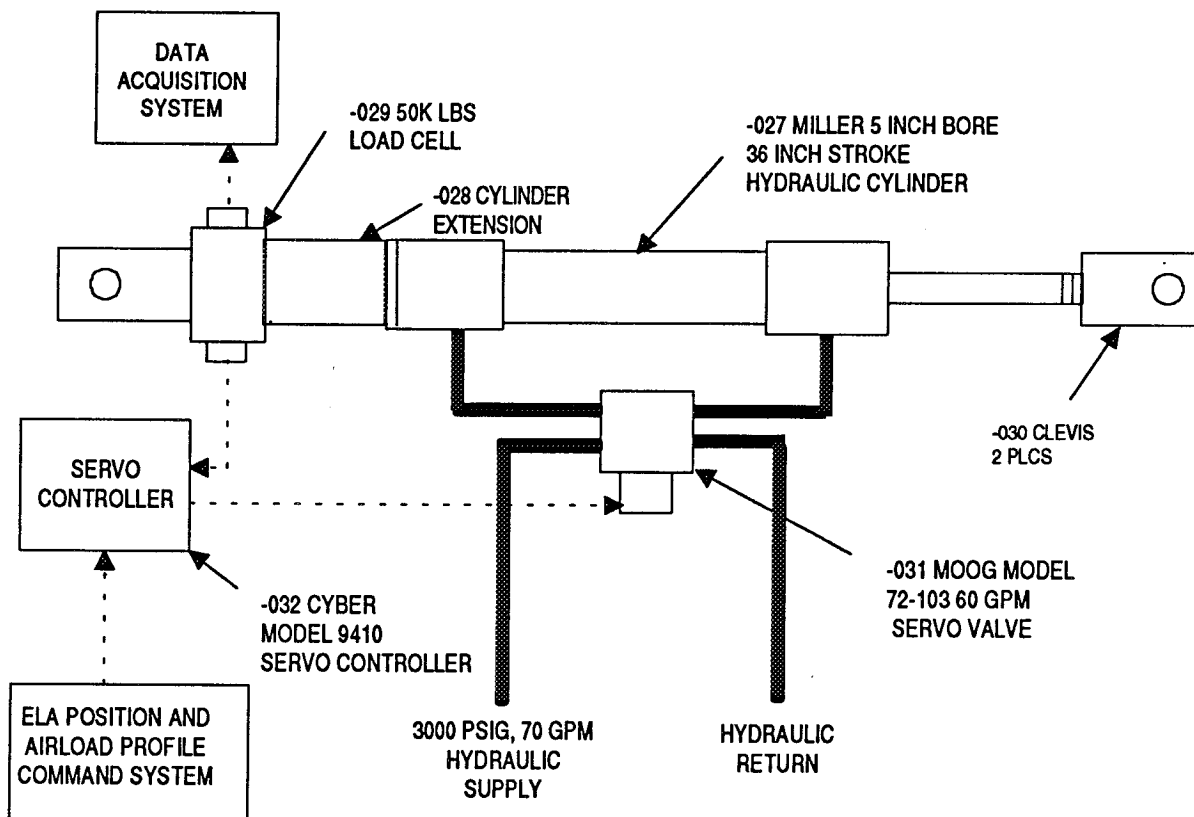 DATA
ACQUISITION
SYSTEM
-029 50K LBS
LOAD CELL
-028 CYLINDER
EXTENSION
-027 MILLER 5 INCH BORE
36 INCH STROKE
HYDRAULIC CYLINDER
-030 CLEVIS
2 PLCS
SERVO
CONTROLLER
-032 CYBER
MODEL 9410
SERVO CONTROLLER
-031 MOOG MODEL
72-103 60 GPM
SERVO VALVE
ELA POSITION AND
AIRLOAD PROFILE
COMMAND SYSTEM
3000 PSIG, 70 GPM
HYDRAULIC
SUPPLY
HYDRAULIC
RETURN